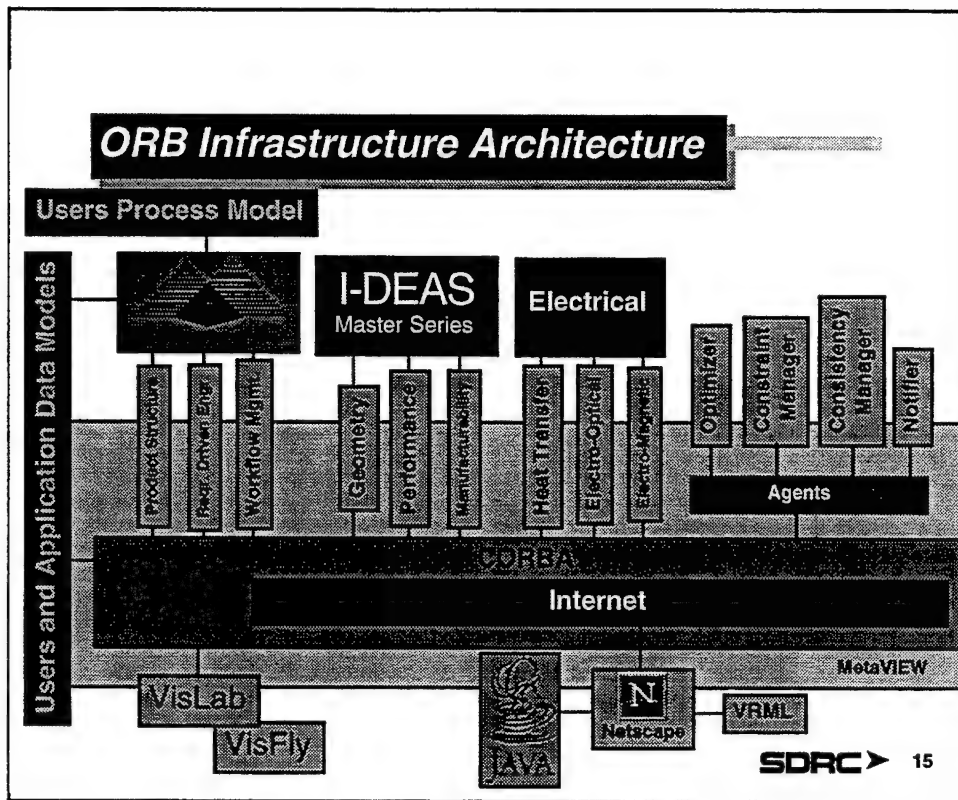 ORB Infrastructure Architecture
Users Process Model
Users and Application Data Models
I-DEAS
Master Series
Electrical
Product Structure
Reqr. Driven Engr.
Workflow Mgmt.
Geometry
Performance
Manufacturability
Heat Transfer
Electro-Optical
Electro-Magnetic
Optimizer
Constraint
Manager
Consistency
Manager
Notifier
Agents
CORBA
Internet
MetaVIEW
VisLab
VisFly
JAVA
N
Netscape
VRML
SDRC
15